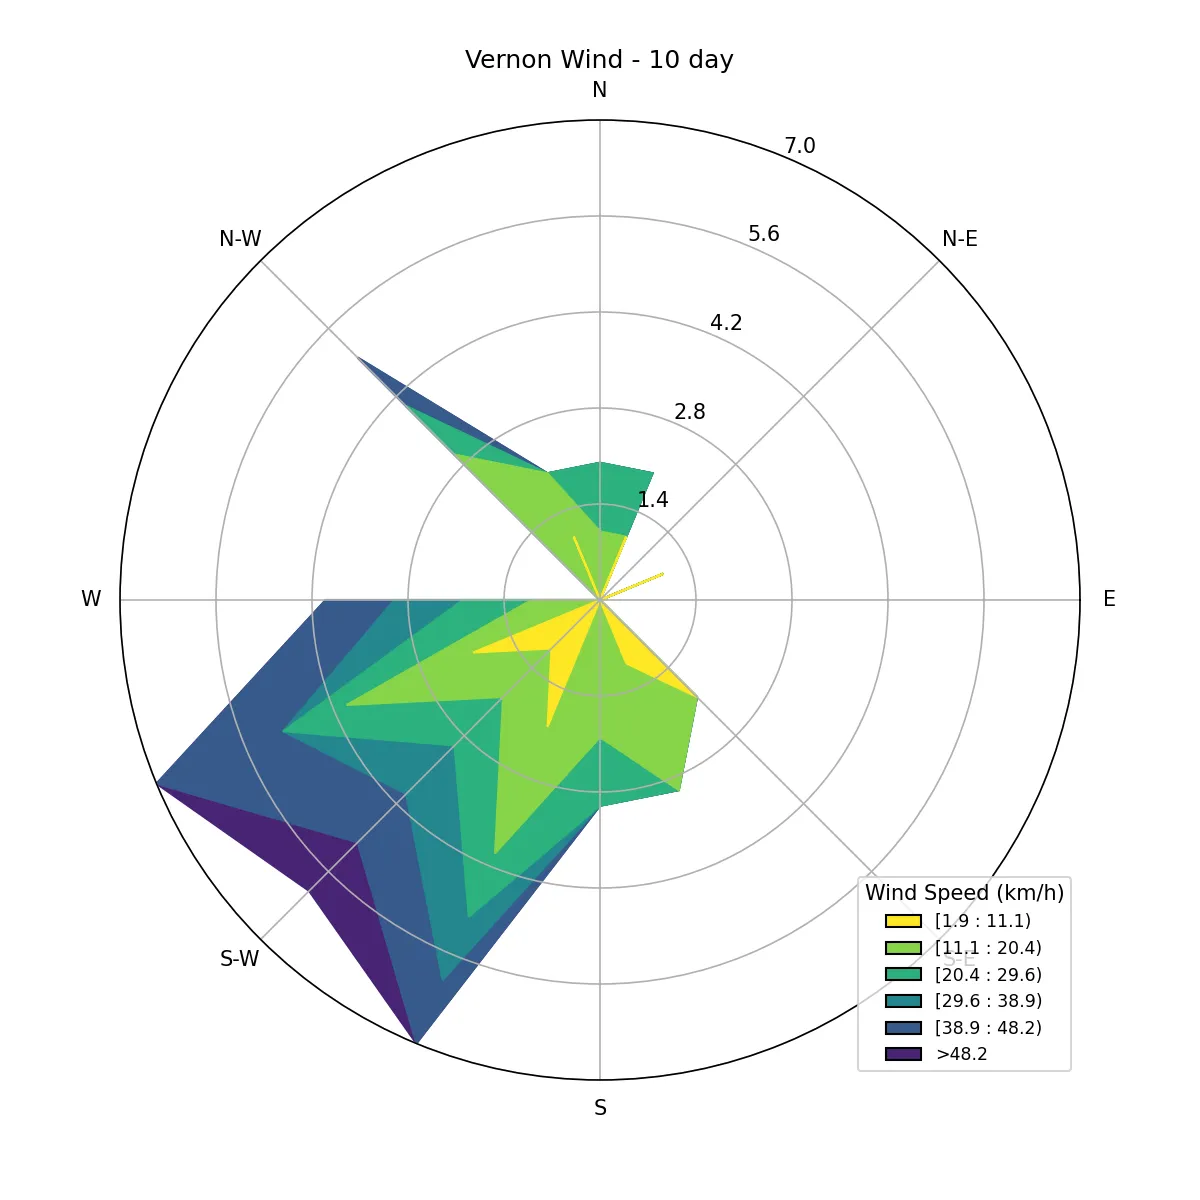 Vernon Wind - 10 day
N
7.0
5.6
N-W
N-E
4.2
2.8
1.4
W
E
S-W
S-E
S
Wind Speed (km/h)
[1.9 : 11.1)
[11.1 : 20.4)
[20.4 : 29.6)
[29.6 : 38.9)
[38.9 : 48.2)
>48.2